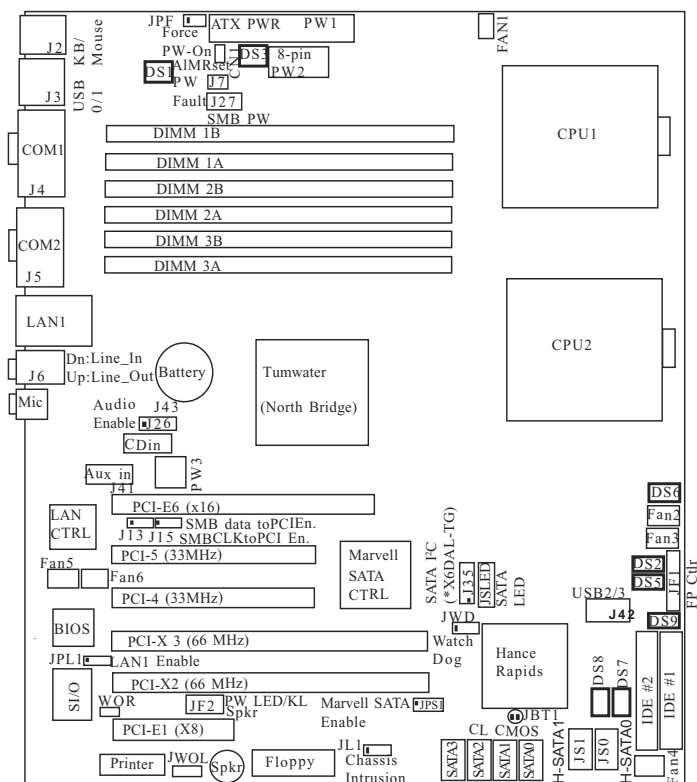 JPF
ATX PWR
PW1
Force
PW-On
J2
KB/
Mouse
FAN1
DS1
AIMRset
CN1
DS3
8-pin
PW2
PW
J7
J3
USB
0/1
Fault
J27
SMB PW
DIMM 1B
COM1
CPU1
DIMM 1A
J4
DIMM 2B
DIMM 2A
COM2
DIMM 3B
J5
DIMM 3A
LAN1
CPU2
Dn:Line_In
Up:Line_Out
J6
Battery
Tumwater
(North Bridge)
Mic
Audio
J43
Enable
J26
CDin
Aux in
PW3
J41
DS6
PCI-E6 (x16)
LAN
CTRL
Fan2
SMB data toPCIEn.
J13
J15
SMBCLKtoPCI En.
Fan3
PCI-5 (33MHz)
Marvell
SATA
CTRL
SATA I²C
(*X6DAL-TG)
J35
JSLED
SATA
LED
DS2
DS5
JF1
FP Ctlr
Fan5
Fan6
PCI-4 (33MHz)
USB2/3
J42
BIOS
JWD
Watch
Dog
DS9
PCI-X 3 (66 MHz)
Hance
Rapids
JPL1
LAN1 Enable
PCI-X2 (66 MHz)
SI/O
DS8
DS7
IDE #2
IDE #1
WOR
JF2
PW LED/KL
Spkr
Marvell SATA
Enable
JPS1
JBT1
PCI-E1 (X8)
CL CMOS
JL1
Chassis
Intrusion
SATA3
SATA2
SATA1
SATA0
H-SATA1
JS1
JS0
H-SATA0
Fan4
Printer
JWOL
Spkr
Floppy